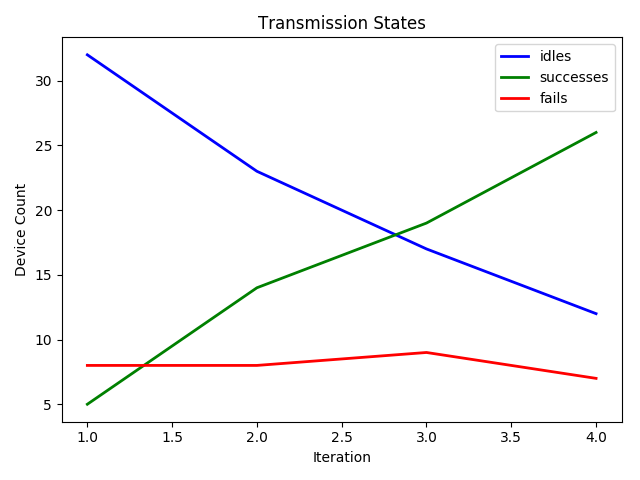 Transmission States
idles
successes
fails
Device Count
30
25
20
15
10
5
1.0 1.5 2.0 2.5 3.0 3.5 4.0
Iteration